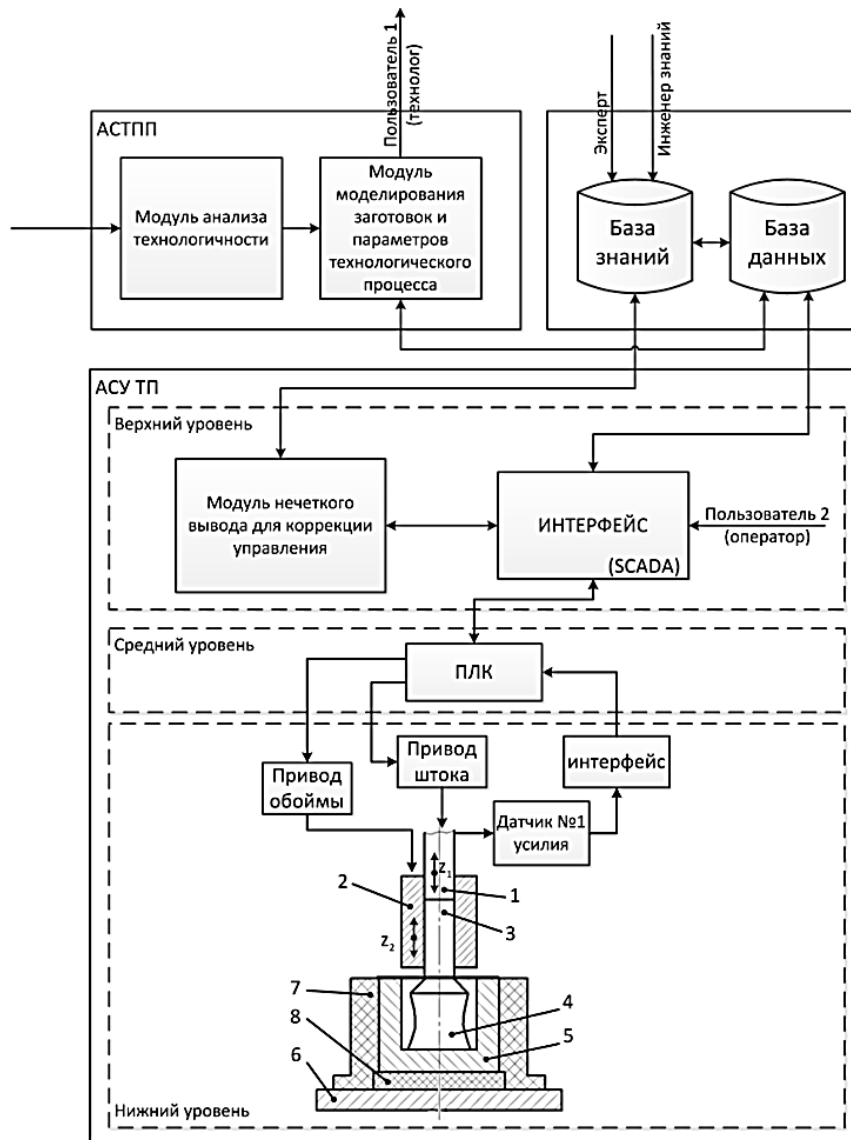 Пользователь 1
(технолог)
Эксперт
Инженер знаний
АСТПП
Модуль анализа
технологичности
Модуль
моделирования
заготовок и
параметров
технологического
процесса
База
знаний
База
данных
АСУ ТП
Верхний уровень
Модуль нечеткого
вывода для коррекции
управления
ИНТЕРФЕЙС
(SCADA)
Пользователь 2
(оператор)
Средний уровень
ПЛК
Привод
обоймы
Привод
штока
интерфейс
Датчик №1
усилия
z1
2
1
3
z2
7
4
8
5
6
Нижний уровень